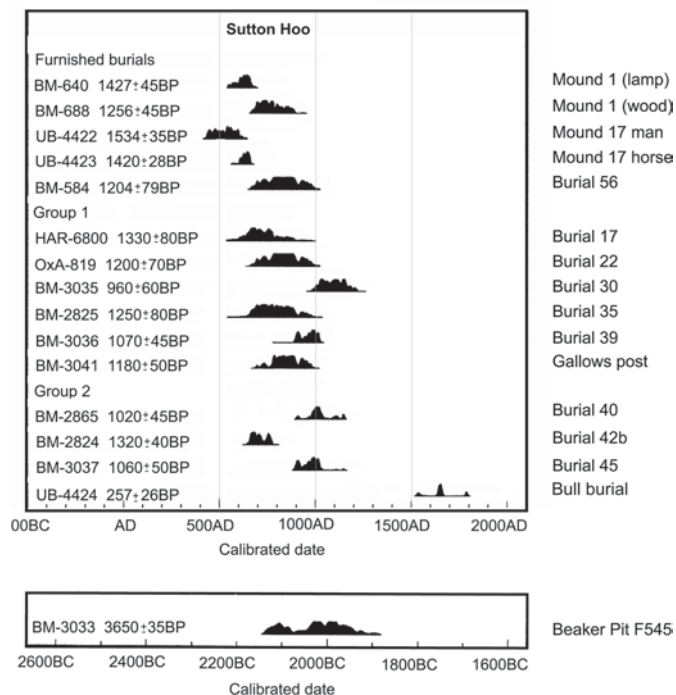 Sutton Hoo
Furnished burials
BM-640 1427±45BP Mound 1 (lamp)
BM-688 1256±45BP Mound 1 (wood)
UB-4422 1534±35BP Mound 17 man
UB-4423 1420±28BP Mound 17 horse
BM-584 1204±79BP Burial 56
Group 1
HAR-6800 1330±80BP Burial 17
OxA-819 1200±70BP Burial 22
BM-3035 960±60BP Burial 30
BM-2825 1250±80BP Burial 35
BM-3036 1070±45BP Burial 39
BM-3041 1180±50BP Gallows post
Group 2
BM-2865 1020±45BP Burial 40
BM-2824 1320±40BP Burial 42b
BM-3037 1060±50BP Burial 45
UB-4424 257±26BP Bull burial
00BC AD 500AD 1000AD 1500AD 2000AD
Calibrated date
BM-3033 3650±35BP Beaker Pit F545
2600BC 2400BC 2200BC 2000BC 1800BC 1600BC
Calibrated date